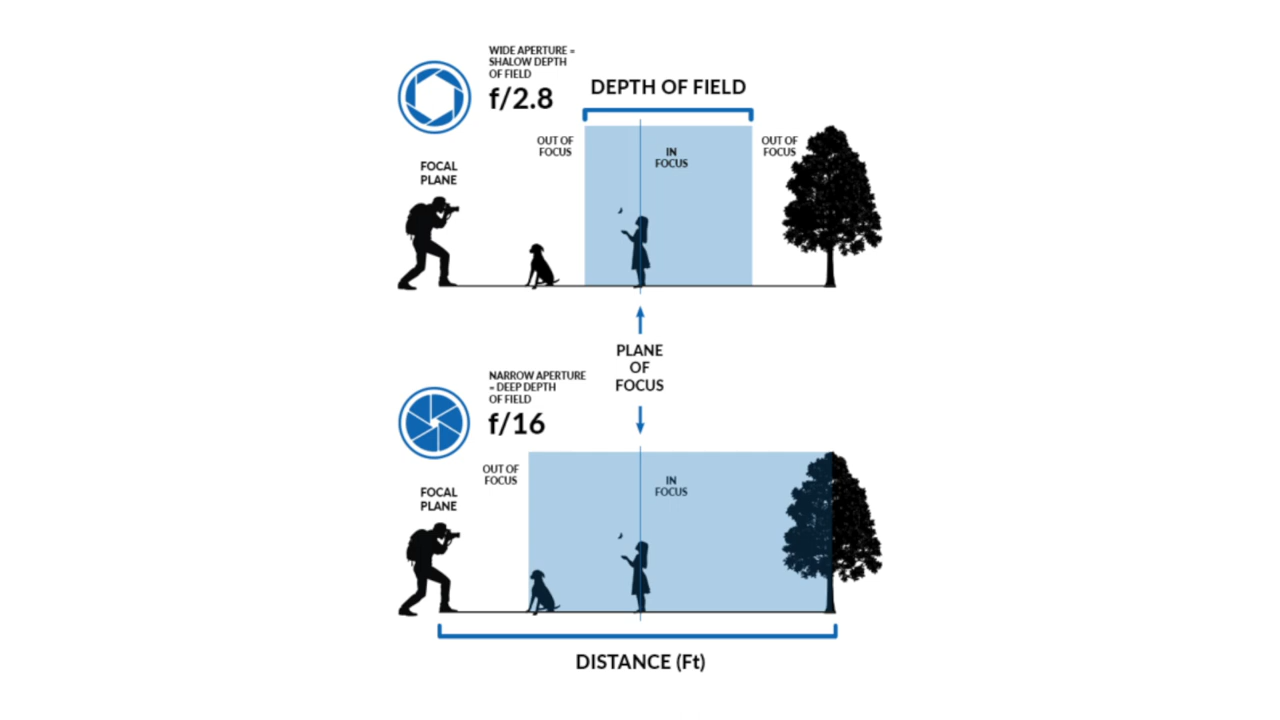 WIDE APERTURE =
SHALOW DEPTH
OF FIELD
f/2.8
DEPTH OF FIELD
OUT OF
FOCUS
IN
FOCUS
OUT OF
FOCUS
FOCAL
PLANE
PLANE
OF
FOCUS
NARROW APERTURE
= DEEP DEPTH
OF FIELD
f/16
OUT OF
FOCUS
IN
FOCUS
FOCAL
PLANE
DISTANCE (Ft)